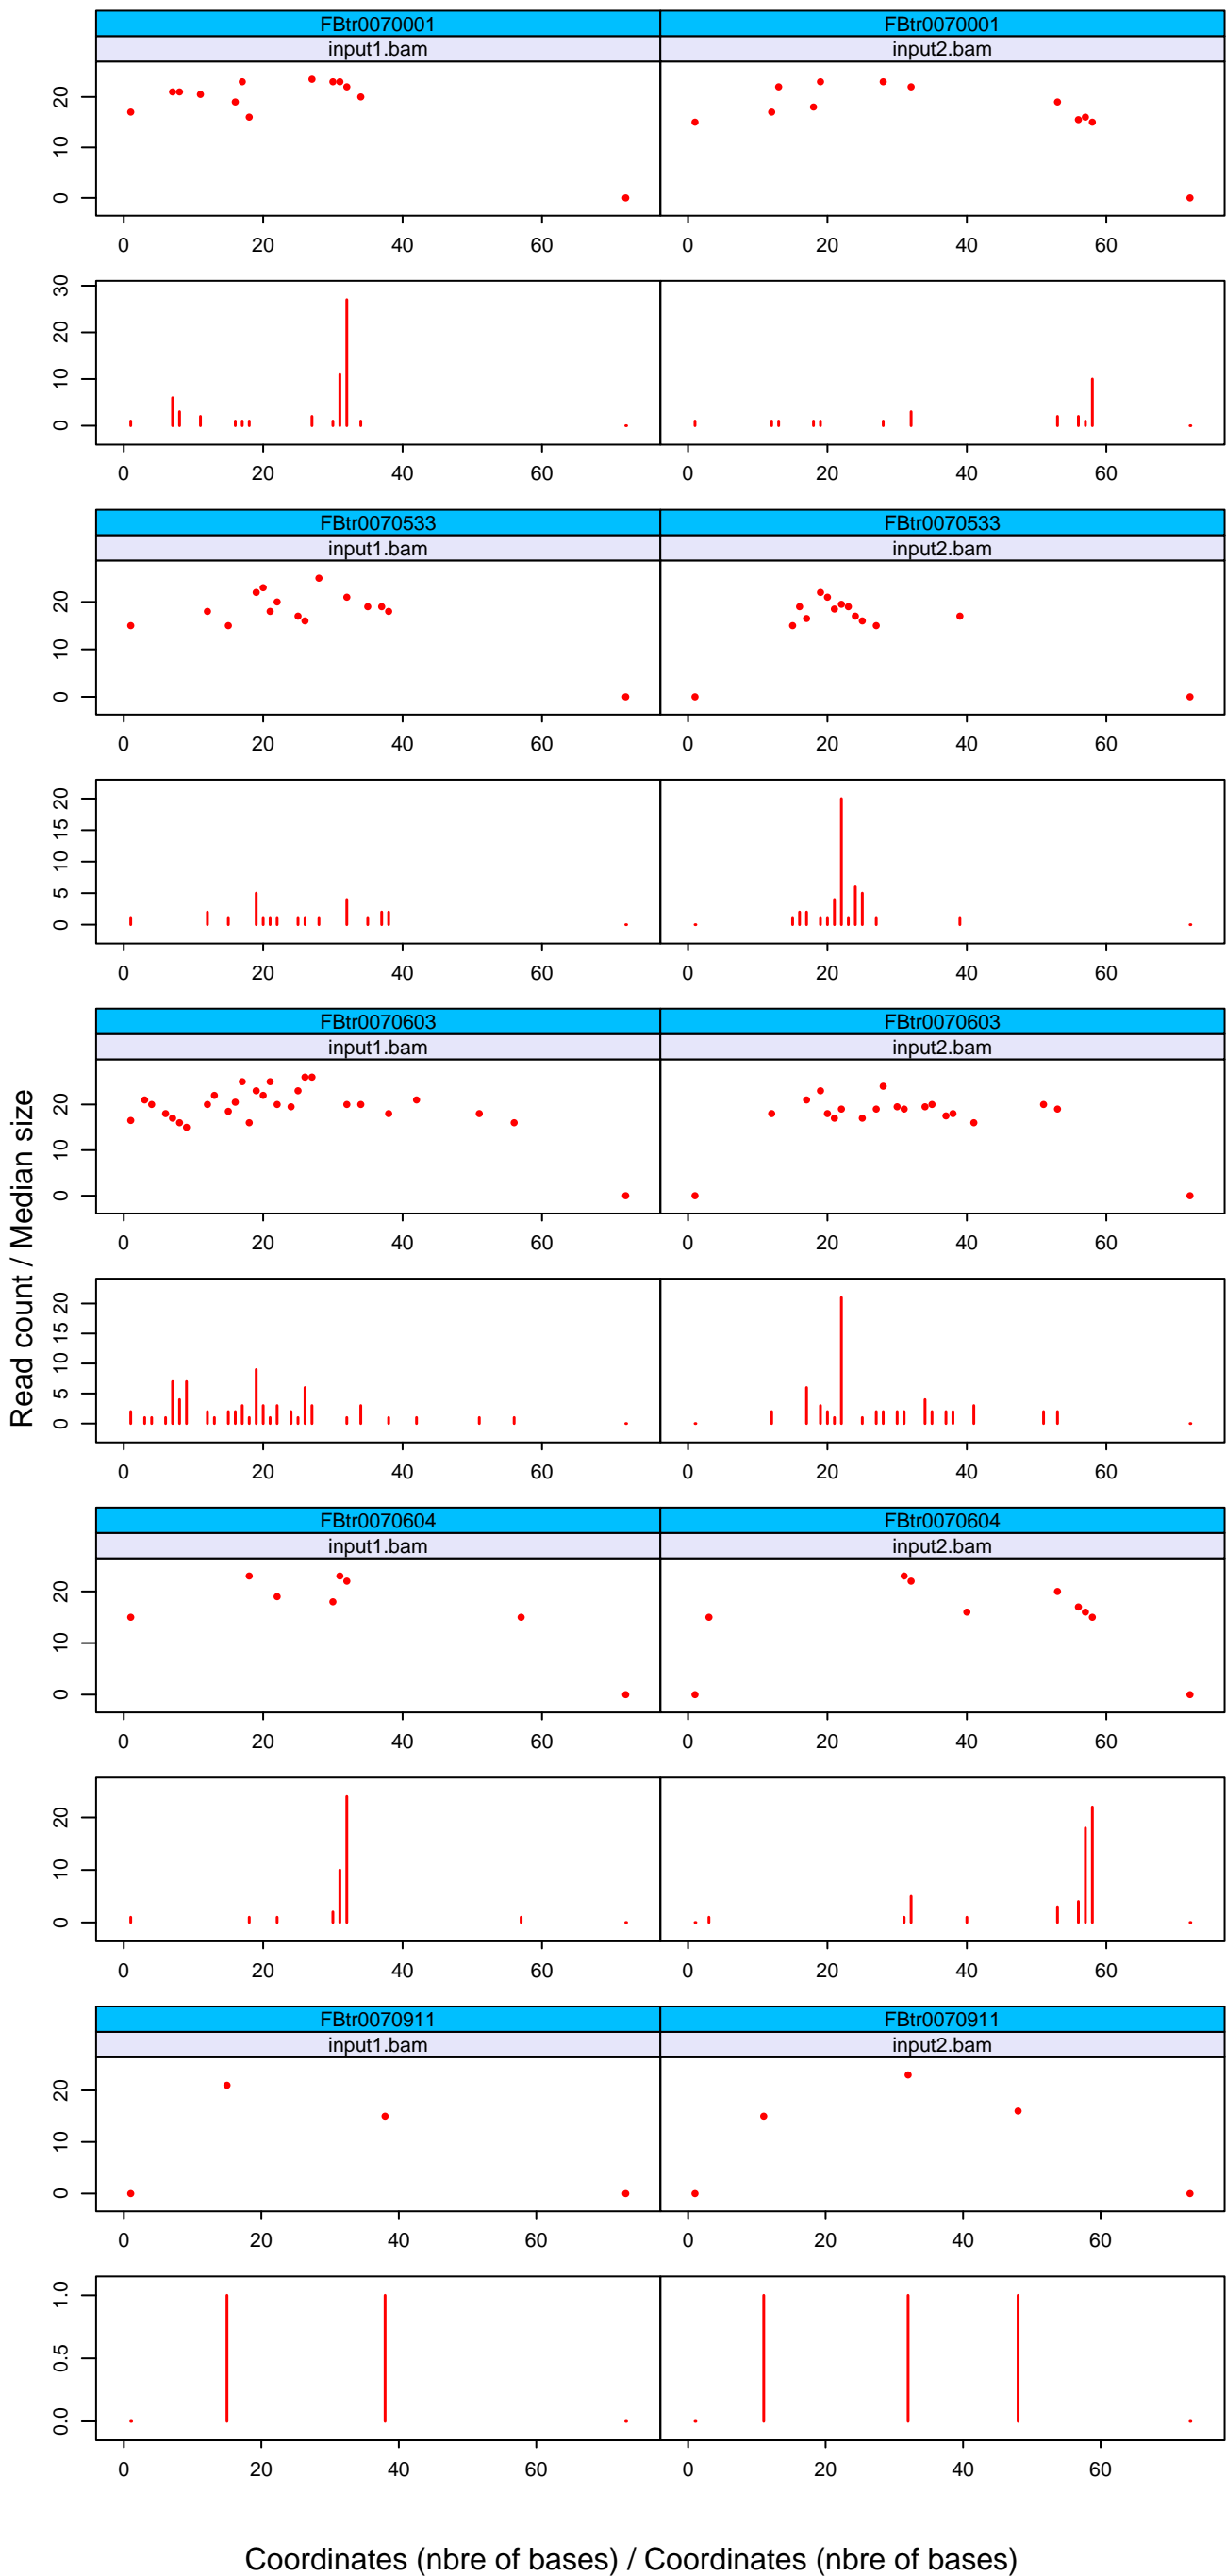 FBtr0070001 FBtr0070001
input1.bam input2.bam
20
10
0
0 20 40 60 0 20 40 60
30
20
10
0
0 20 40 60 0 20 40 60
FBtr0070533 FBtr0070533
input1.bam input2.bam
20
10
0
0 20 40 60 0 20 40 60
20
15
10
5
0
0 20 40 60 0 20 40 60
FBtr0070603 FBtr0070603
input1.bam input2.bam
20
10
0
0 20 40 60 0 20 40 60
Read count / Median size
20
15
10
5
0
0 20 40 60 0 20 40 60
FBtr0070604 FBtr0070604
input1.bam input2.bam
20
10
0
0 20 40 60 0 20 40 60
20
10
0
0 20 40 60 0 20 40 60
FBtr0070911 FBtr0070911
input1.bam input2.bam
20
10
0
0 20 40 60 0 20 40 60
1.0
0.5
0.0
0 20 40 60 0 20 40 60
Coordinates (nbre of bases) / Coordinates (nbre of bases)